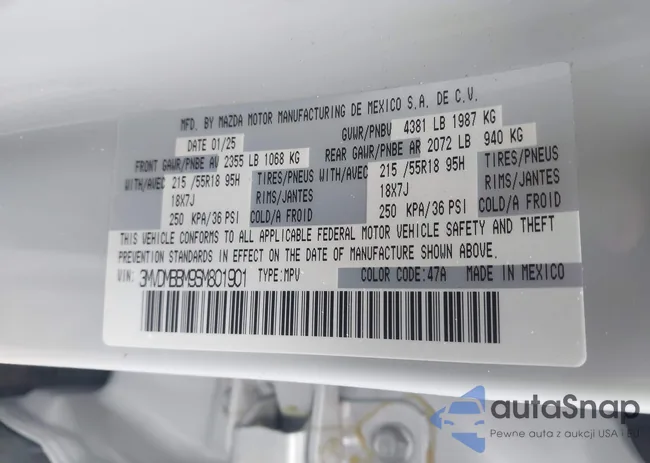 MFD. BY MAZDA MOTOR MANUFACTURING DE MEXICO S.A. DE C.V.
DATE 01/25 GVWR/PNBV 4381 LB 1987 KG
FRONT GAWR/PNBE AV 2355 LB 1068 KG REAR GAWR/PNBE AR 2072 LB 940 KG
WITH/AVEC 215 /55R18 95H TIRES/PNEUS WITH/AVEC 215 /55R18 95H TIRES/PNEUS
18X7J RIMS/JANTES 18X7J RIMS/JANTES
250 KPA/36 PSI COLD/A FROID 250 KPA/36 PSI COLD/A FROID
THIS VEHICLE CONFORMS TO ALL APPLICABLE FEDERAL MOTOR VEHICLE SAFETY AND THEFT
PREVENTION STANDARDS IN EFFECT ON THE DATE OF MANUFACTURE SHOWN ABOVE.
VIN: 3MVDMBBM9SM801901 TYPE:MPV COLOR CODE:47A MADE IN MEXICO
autaSnap
Pewne auta z aukcji USA - EU